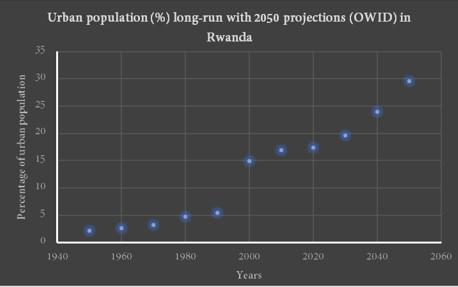 Urban population (%) long-run with 2050 projections (OWID) in
Rwanda
Percentage of urban population
35
30
25
20
15
10
5
0
1940 1960 1980 2000 2020 2040 2060
Years